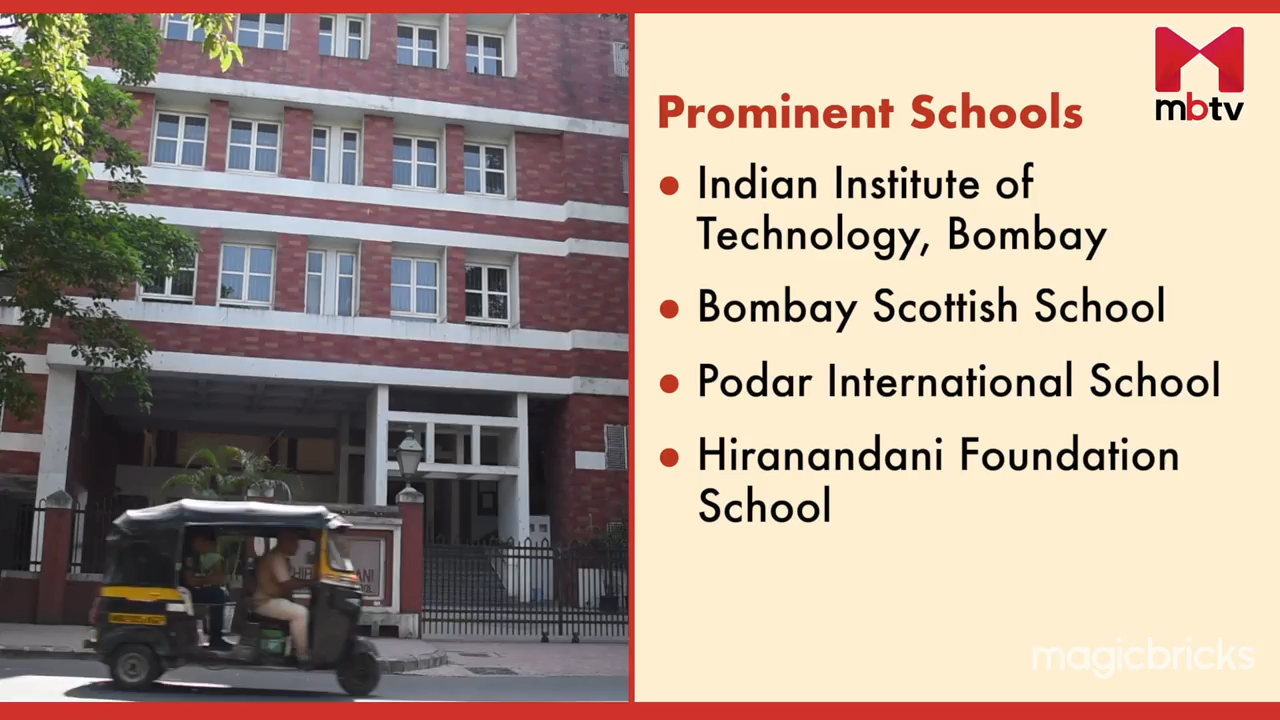 mbtv
Prominent Schools
• Indian Institute of
Technology, Bombay
• Bombay Scottish School
• Podar International School
• Hiranandani Foundation
School
magicbricks